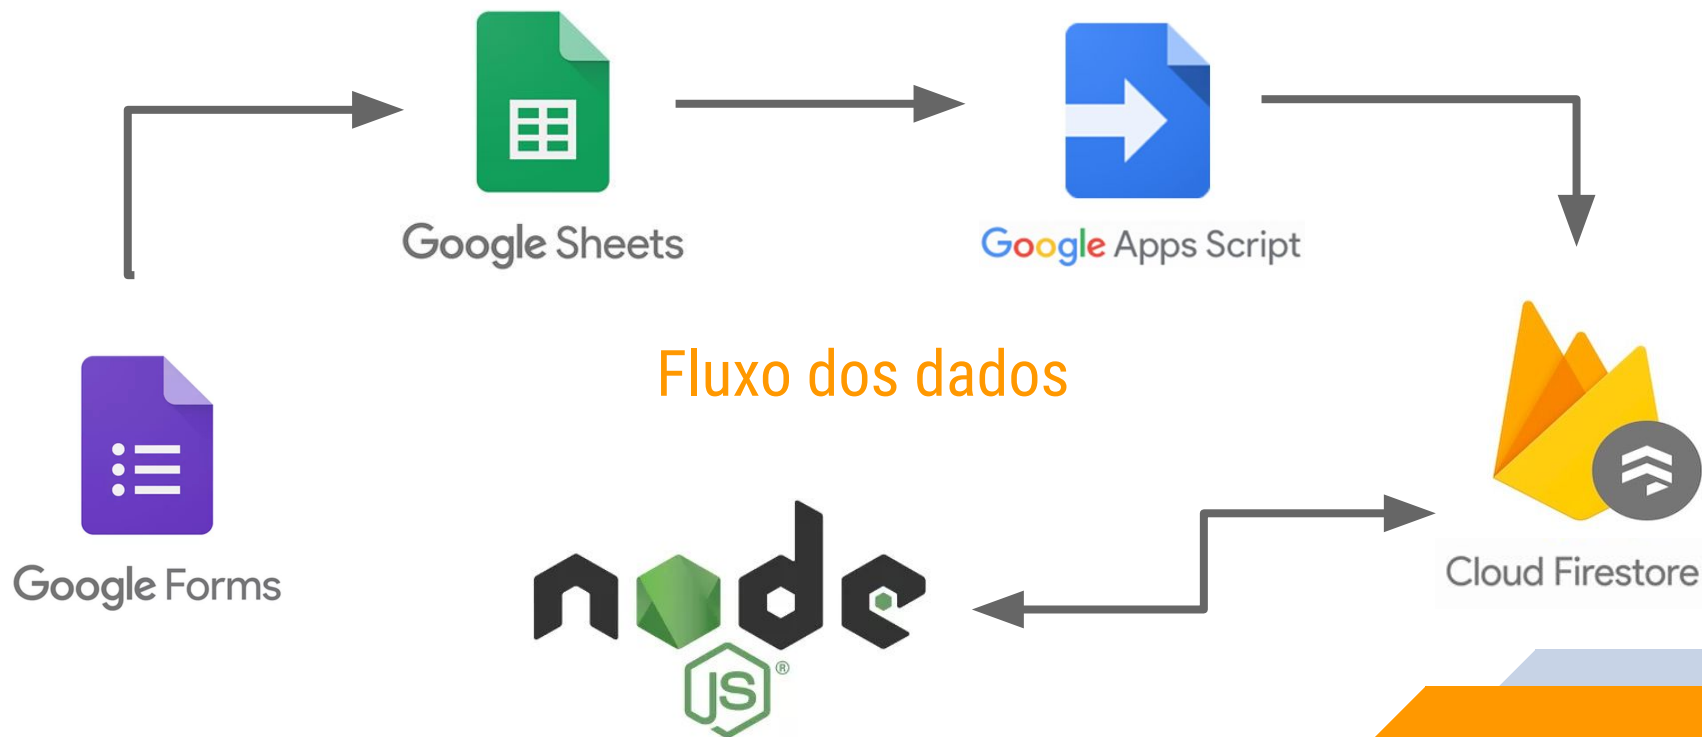 Google Sheets
Google Apps Script
Fluxo dos dados
Google Forms
Cloud Firestore
node
JS®